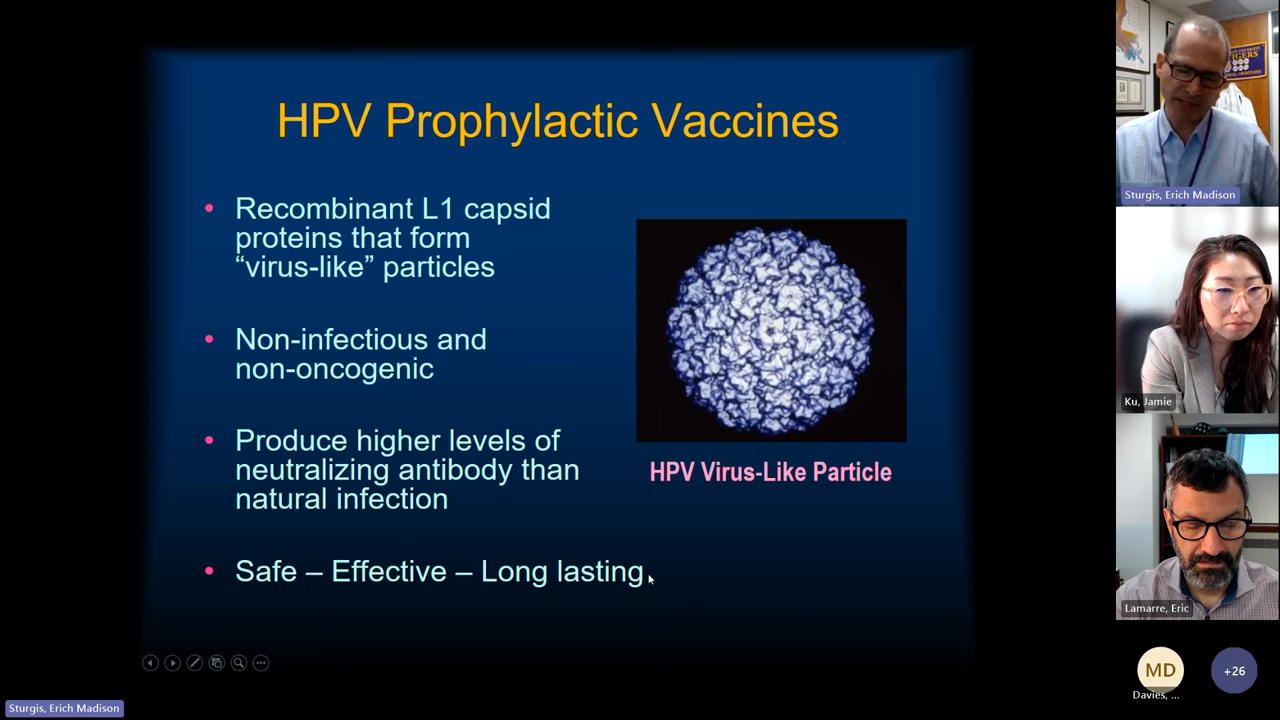 HPV Prophylactic Vaccines
• Recombinant L1 capsid
proteins that form
“virus-like” particles
• Non-infectious and
non-oncogenic
• Produce higher levels of
neutralizing antibody than
natural infection
• Safe – Effective – Long lasting
HPV Virus-Like Particle
Sturgis, Erich Madison
Ku, Jamie
Lamarre, Eric
MD
Davies, ...
+26
Sturgis, Erich Madison